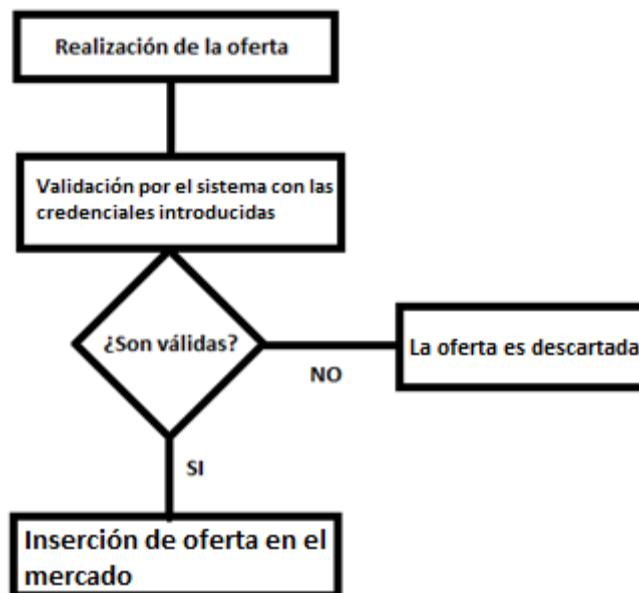 Realización de la oferta
Validación por el sistema con las
credenciales introducidas
¿Son válidas?
La oferta es descartada
NO
SI
Inserción de oferta en el
mercado